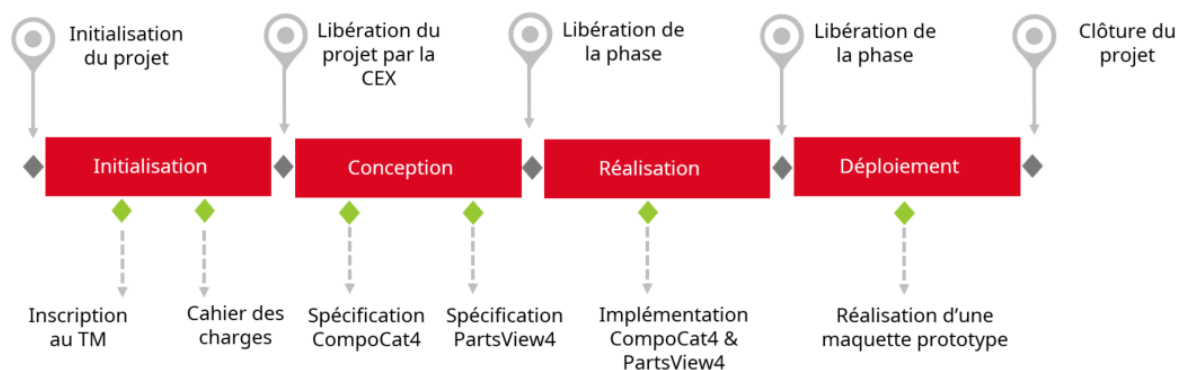 Initialisation
du projet
Libération du
projet par la
CEX
Libération de
la phase
Libération de
la phase
Clôture du
projet
Initialisation
Conception
Réalisation
Déploiement
Inscription
au TM
Cahier des
charges
Spécification
CompoCat4
Spécification
PartsView4
Implémentation
CompoCat4 &
PartsView4
Réalisation d’une
maquette prototype